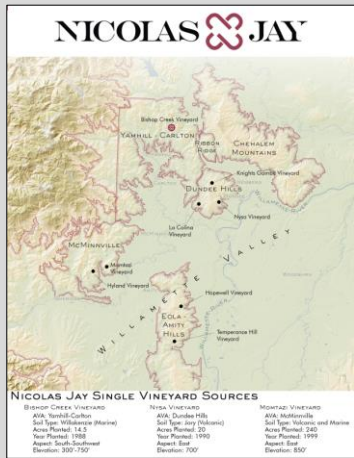 NICOLAS JAY
Bishop Creek Vineyard
YAMHILL - CARLTON
RIBBON
RIDGE
CHEHALEM
MOUNTAINS
Knights Gambit Vineyard
DUNDEE HILLS
Nysa Vineyard
La Colina
Vineyard
MCMINNVILLE
Momtazi
Vineyard
Hyland Vineyard
WILLAMETTE VALLEY
Hopewell Vineyard
EOLA -
AMITY
HILLS
Temperance Hill
Vineyard
NICOLAS JAY SINGLE VINEYARD SOURCES
BISHOP CREEK VINEYARD
AVA: Yamhill-Carlton
Soil Type: Willakenzie (Marine)
Acres Planted: 14.5
Year Planted: 1988
Aspect: South-Southwest
Elevation: 300'-750'
NYSA VINEYARD
AVA: Dundee Hills
Soil Type: Jory (Volcanic)
Acres Planted: 20
Year Planted: 1990
Aspect: East
Elevation: 700'
MOMTAZI VINEYARD
AVA: McMinnville
Soil Type: Volcanic and Marine
Acres Planted: 240
Year Planted: 1999
Aspect: East
Elevation: 850'